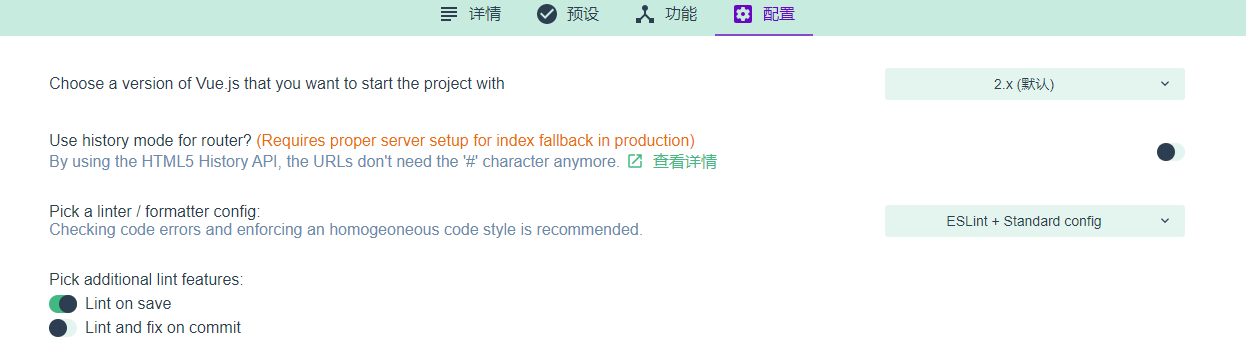 详情 预设 功能 配置
Choose a version of Vue.js that you want to start the project with 2.x (默认)
Use history mode for router? (Requires proper server setup for index fallback in production)
By using the HTML5 History API, the URLs don't need the '#' character anymore. 查看详情
Pick a linter / formatter config:
Checking code errors and enforcing an homogeoneous code style is recommended.
ESLint + Standard config
Pick additional lint features:
Lint on save
Lint and fix on commit